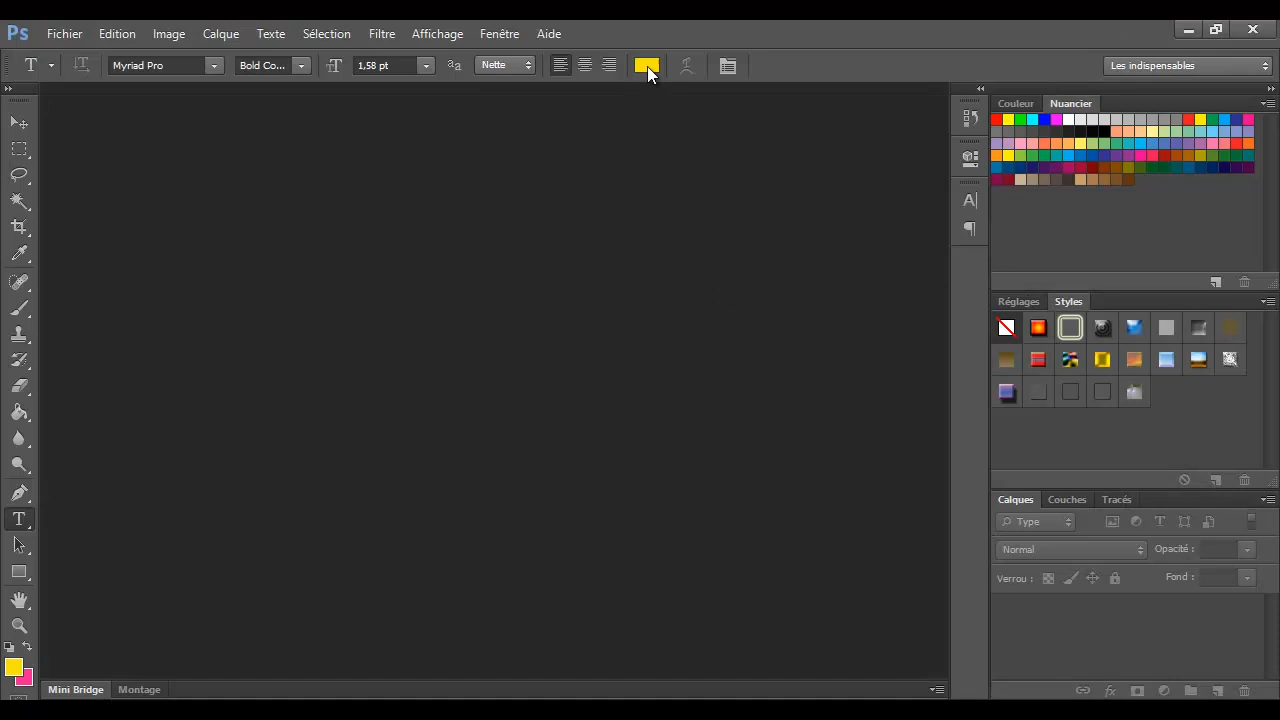 Ps Fichier Edition Image Calque Texte Sélection Filtre Affichage Fenêtre Aide
T Myriad Pro Bold Co... 1,58 pt Nette Les indispensables
Couleur Nuancier
Réglages Styles
Calques Couches Tracés
Type
Normal Opacité :
Verrou : Fond :
Mini Bridge Montage